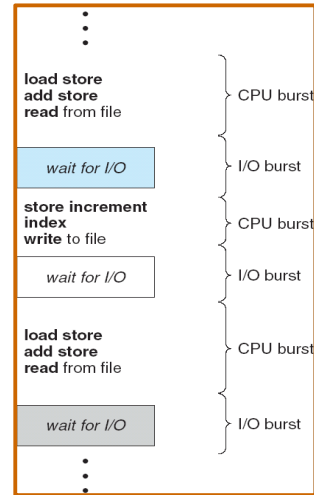 load store
add store
read from file
CPU burst
wait for I/O
I/O burst
store increment
index
write to file
CPU burst
wait for I/O
I/O burst
load store
add store
read from file
CPU burst
wait for I/O
I/O burst